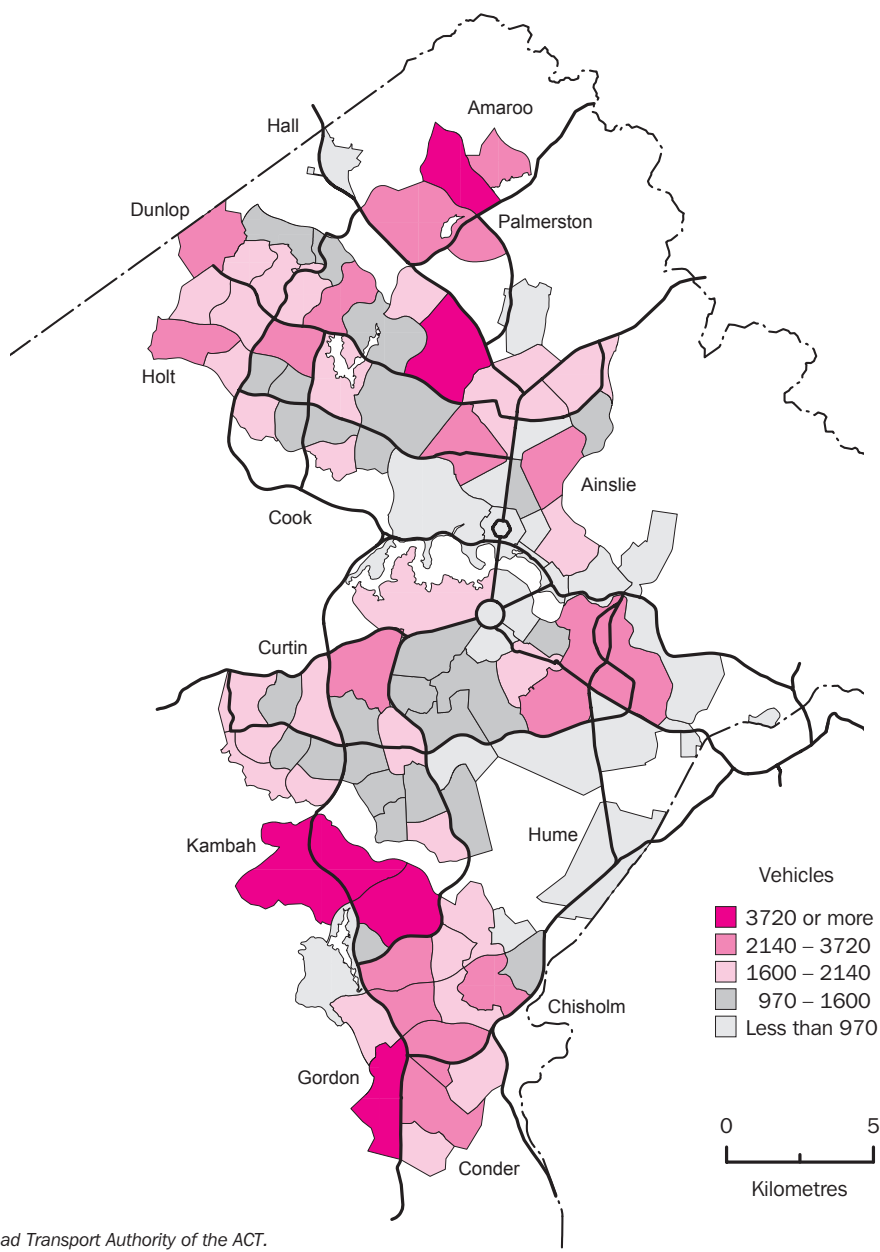 Amaroo
Hall
Dunlop
Palmerston
Holt
Ainslie
Cook
Curtin
Kambah
Hume
Vehicles
3720 or more
2140 – 3720
1600 – 2140
970 – 1600
Less than 970
Chisholm
Gordon
0 5
Conder
Kilometres
ad Transport Authority of the ACT.